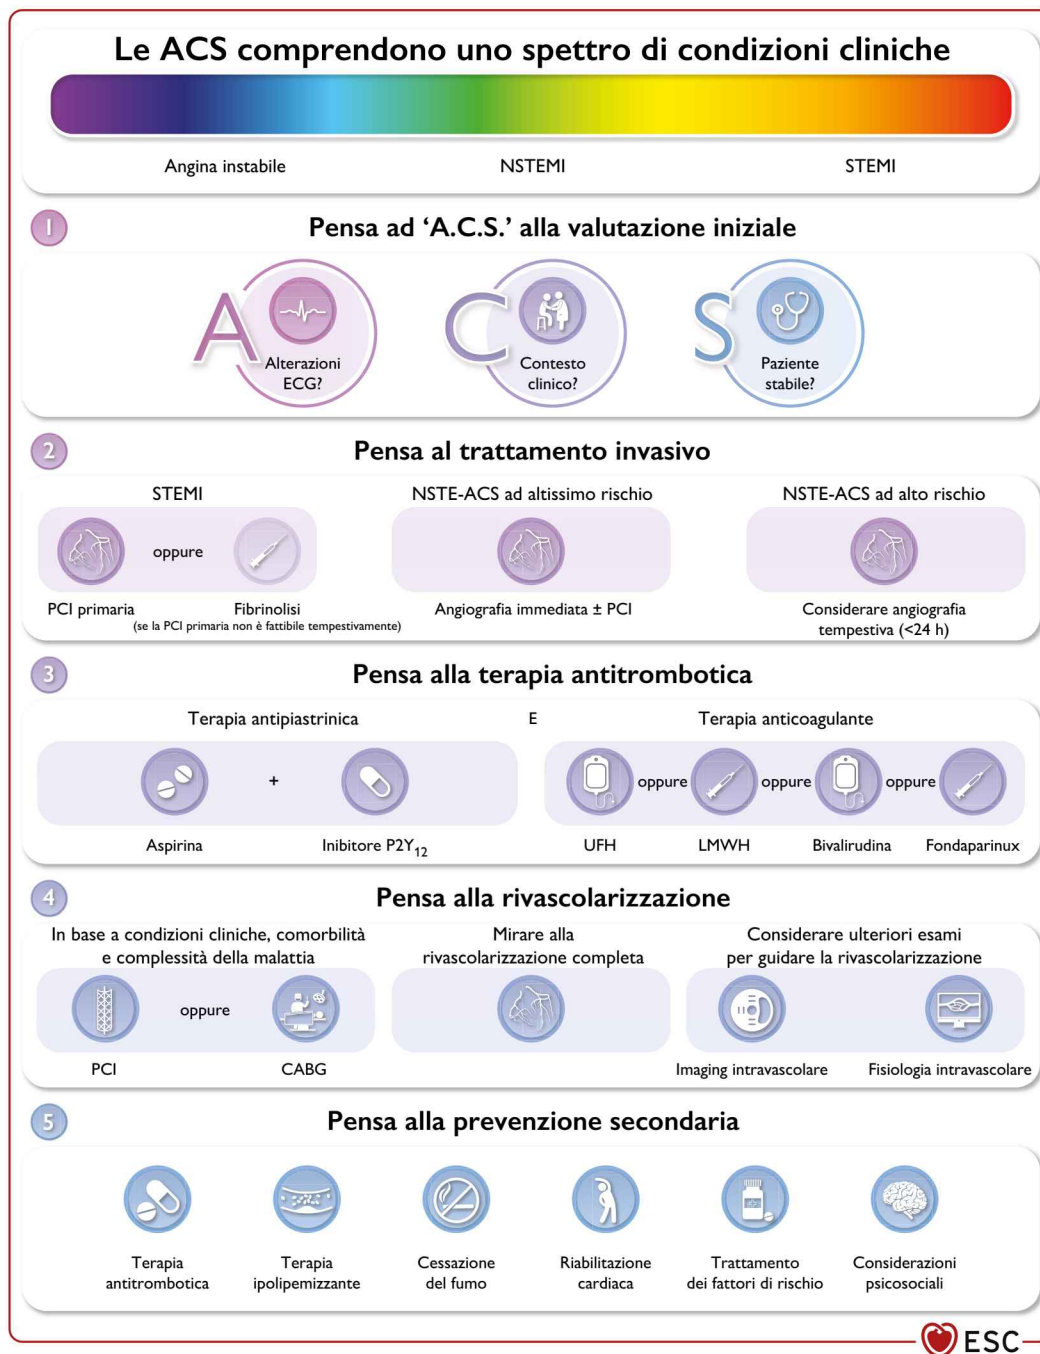 Le ACS comprendono uno spettro di condizioni cliniche
Angina instabile
NSTEMI
STEMI
1
Pensa ad ‘A.C.S.’ alla valutazione iniziale
A
Alterazioni
ECG?
C
Contesto
clinico?
S
Paziente
stabile?
2
Pensa al trattamento invasivo
STEMI
oppure
PCI primaria
Fibrinolisi
(se la PCI primaria non è fattibile tempestivamente)
NSTE-ACS ad altissimo rischio
Angiografia immediata ± PCI
NSTE-ACS ad alto rischio
Considerare angiografia
tempestiva (<24 h)
3
Pensa alla terapia antitrombotica
Terapia antipiastrinica
+
Aspirina
Inibitore P2Y12
E
Terapia anticoagulante
oppure
oppure
oppure
UFH
LMWH
Bivalirudina
Fondaparinux
4
Pensa alla rivascolarizzazione
In base a condizioni cliniche, comorbilità
e complessità della malattia
oppure
PCI
CABG
Mirare alla
rivascolarizzazione completa
Considerare ulteriori esami
per guidare la rivascolarizzazione
Imaging intravascolare
Fisiologia intravascolare
5
Pensa alla prevenzione secondaria
Terapia
antitrombotica
Terapia
ipolipemizzante
Cessazione
del fumo
Riabilitazione
cardiaca
Trattamento
dei fattori di rischio
Considerazioni
psicosociali
ESC